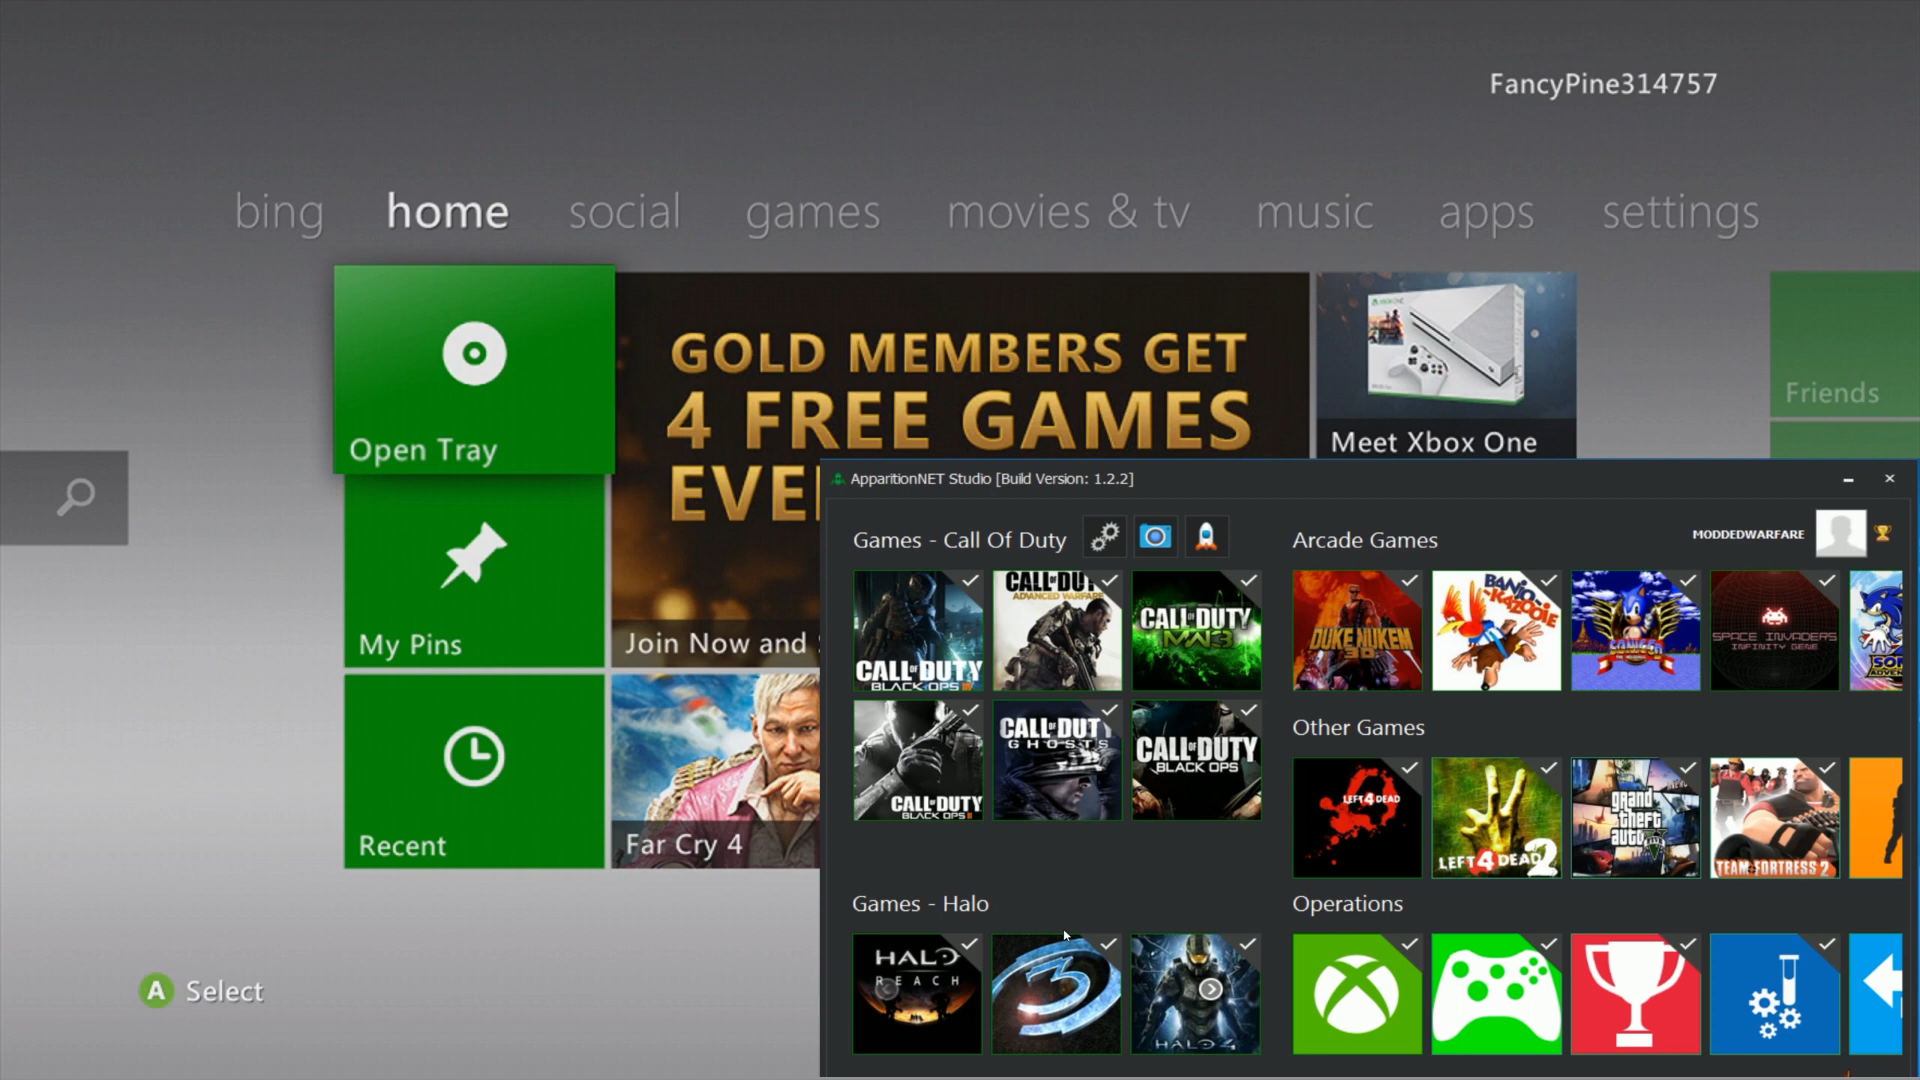 FancyPine314757
bing home social games movies & tv music apps settings
Open Tray
GOLD MEMBERS GET
4 FREE GAMES
EVE
Meet Xbox One
Friends
My Pins
Join Now and
Recent
Far Cry 4
A Select
ApparitionNET Studio [Build Version: 1.2.2]
Games - Call Of Duty
CALL OF DUTY
BLACK OPS III
CALL OF DUTY
ADVANCED WARFARE
CALL OF DUTY
MW3
CALL OF DUTY
BLACK OPS II
CALL OF DUTY
GHOSTS
CALL OF DUTY
BLACK OPS
Games - Halo
HALO
REACH
3
HALO 4
Arcade Games
MODDEDWARFARE
DUKE NUKEM
3D
BANJO-
KAZOOIE
SPACE INVADERS
INFINITY GENE
Other Games
LEFT 4 DEAD
LEFT 4 DEAD 2
grand
theft
auto
V
TEAM FORTRESS 2
Operations